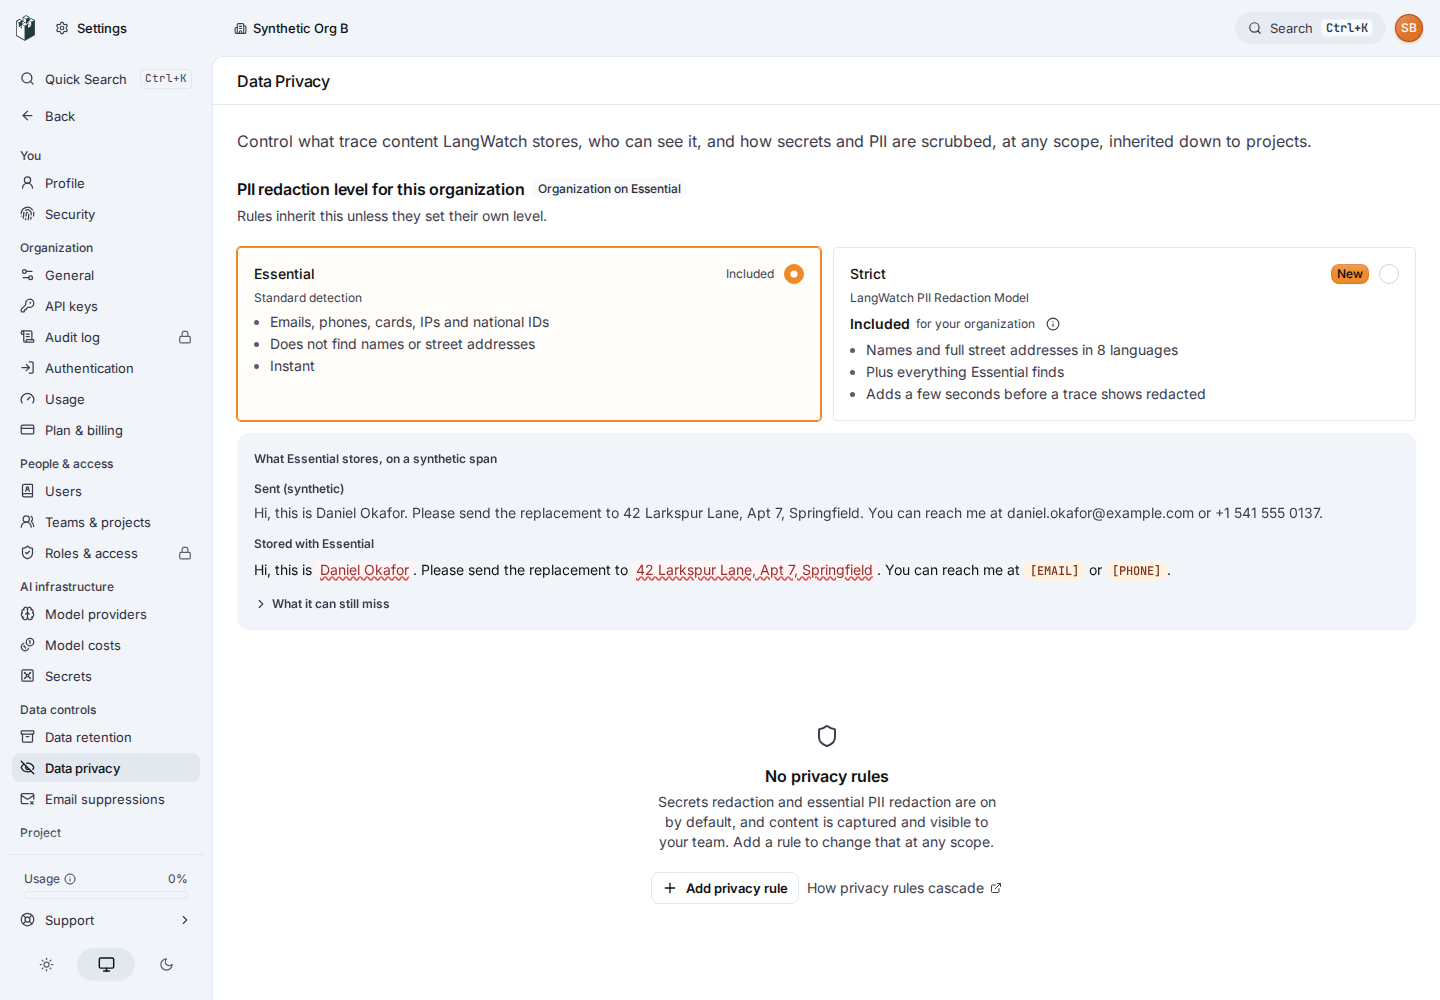 Settings
Synthetic Org B
Search Ctrl+K
SB
Quick Search Ctrl+K
Back
You
Profile
Security
Organization
General
API keys
Audit log
Authentication
Usage
Plan & billing
People & access
Users
Teams & projects
Roles & access
AI infrastructure
Model providers
Model costs
Secrets
Data controls
Data retention
Data privacy
Email suppressions
Project
Usage 0%
Support
Data Privacy
Control what trace content LangWatch stores, who can see it, and how secrets and PII are scrubbed, at any scope, inherited down to projects.
PII redaction level for this organization Organization on Essential
Rules inherit this unless they set their own level.
Essential Included
Standard detection
Emails, phones, cards, IPs and national IDs
Does not find names or street addresses
Instant
Strict New
LangWatch PII Redaction Model
Included for your organization
Names and full street addresses in 8 languages
Plus everything Essential finds
Adds a few seconds before a trace shows redacted
What Essential stores, on a synthetic span
Sent (synthetic)
Hi, this is Daniel Okafor. Please send the replacement to 42 Larkspur Lane, Apt 7, Springfield. You can reach me at daniel.okafor@example.com or +1 541 555 0137.
Stored with Essential
Hi, this is Daniel Okafor. Please send the replacement to 42 Larkspur Lane, Apt 7, Springfield. You can reach me at [EMAIL] or [PHONE].
What it can still miss
No privacy rules
Secrets redaction and essential PII redaction are on
by default, and content is captured and visible to
your team. Add a rule to change that at any scope.
Add privacy rule How privacy rules cascade